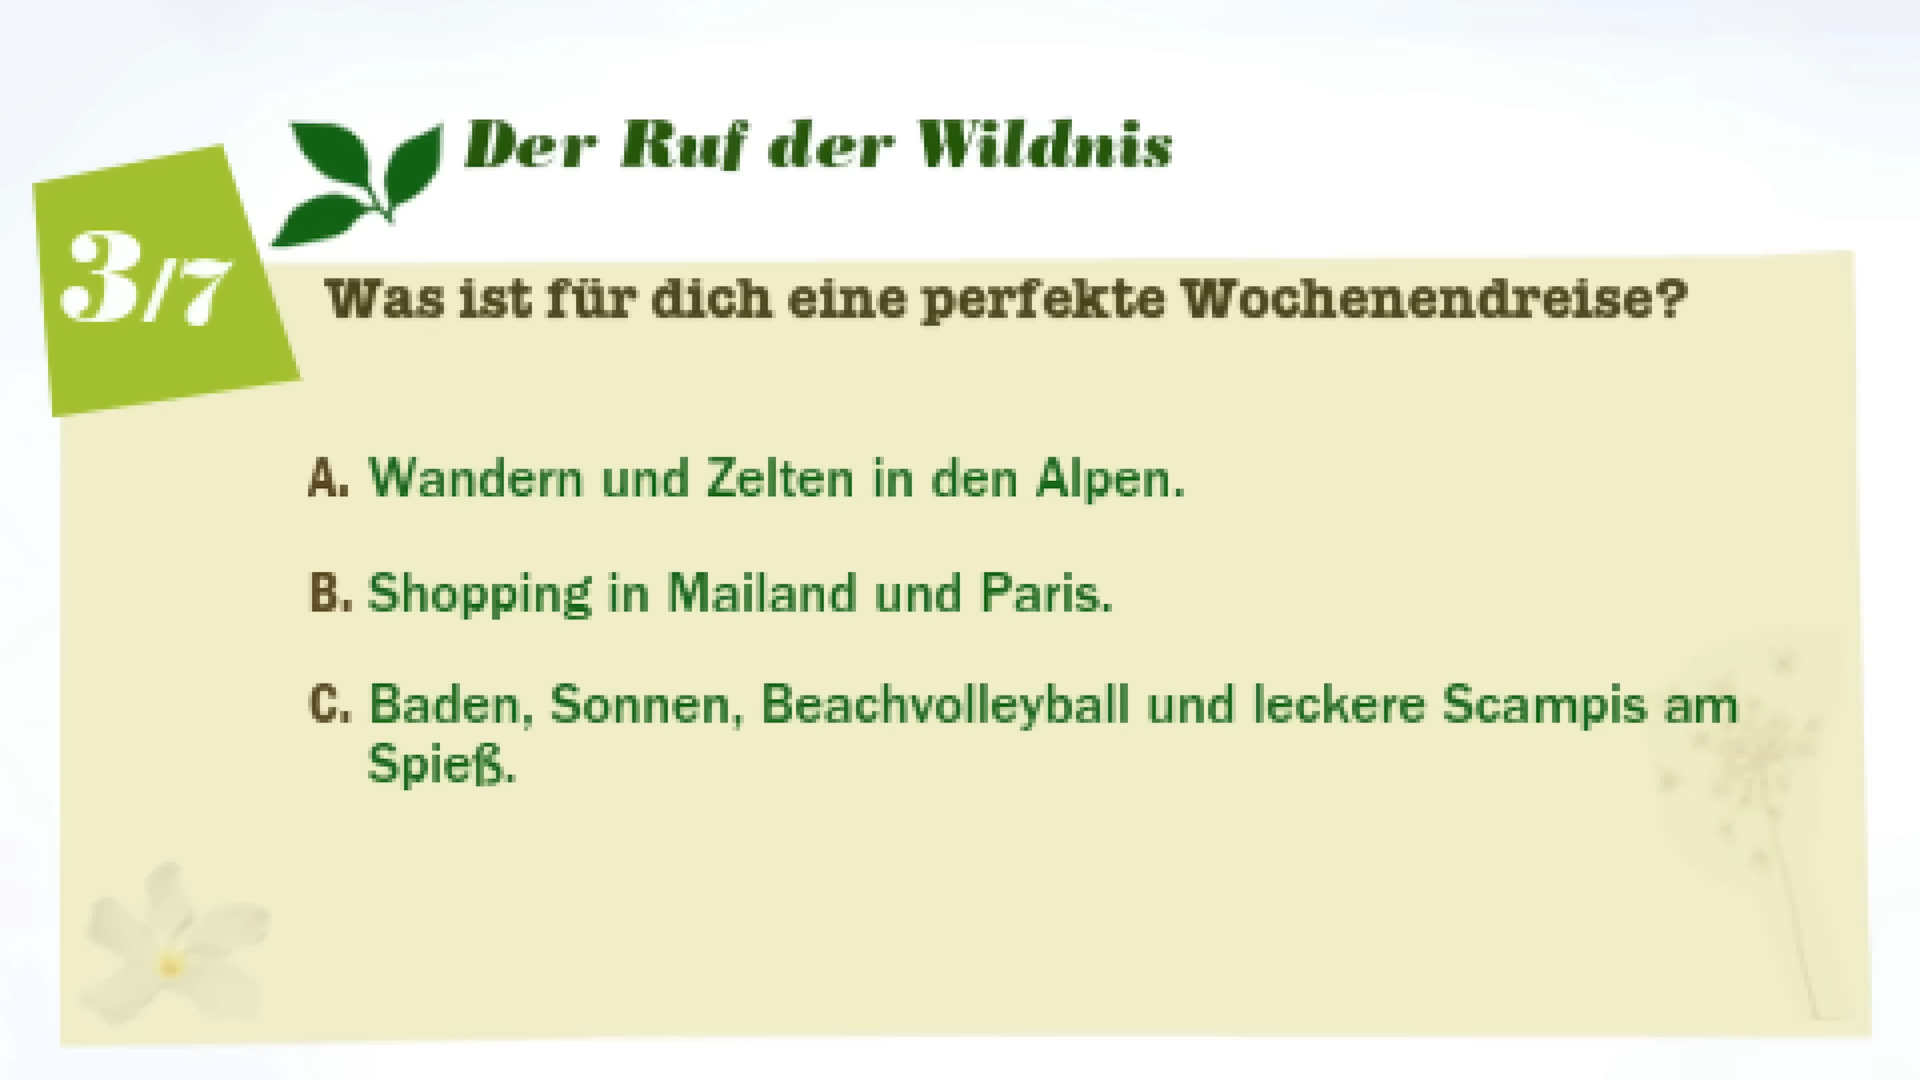 Der Ruf der Wildnis
3/7
Was ist für dich eine perfekte Wochenendreise?
A. Wandern und Zelten in den Alpen.
B. Shopping in Mailand und Paris.
C. Baden, Sonnen, Beachvolleyball und leckere Scampis am
Spieß.